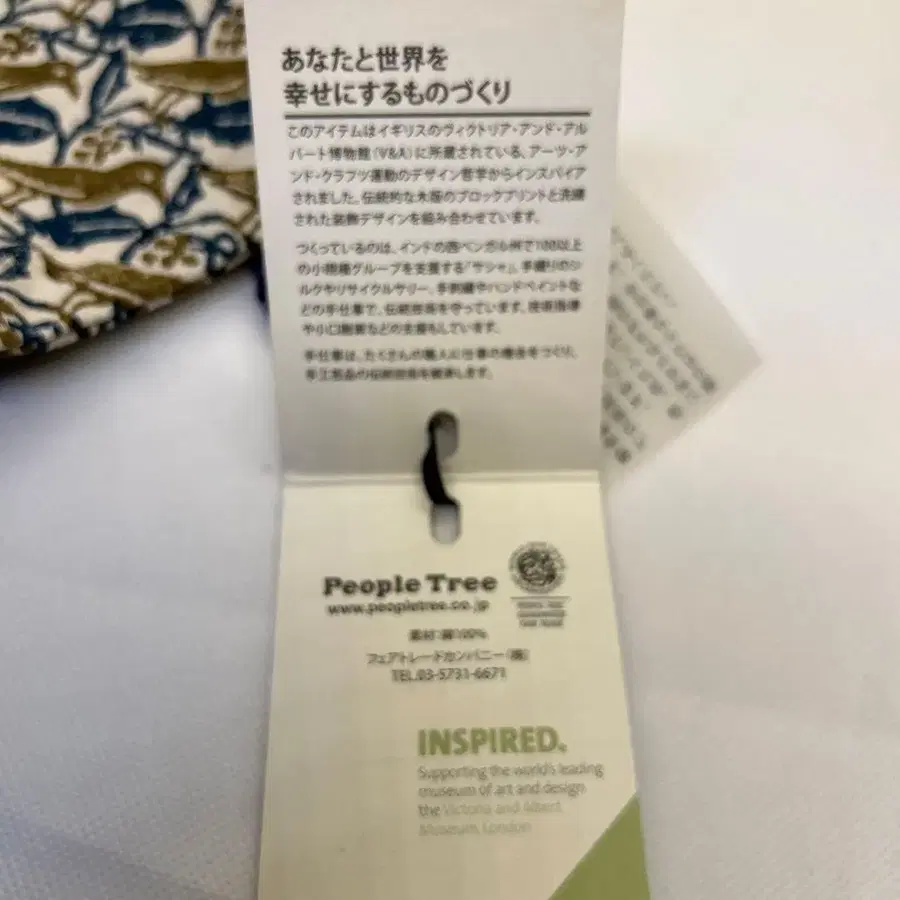 あなたと世界を
幸せにするものづくり
このアイテムはイギリスのヴィクトリア・アンド・アル
バート博物館（V&A）に所蔵されている、アーツ・ア
ンド・クラフツ運動のデザイン哲学からインスパイア
されました。伝統的な木版のブロックプリントと洗練
された装飾デザインを組み合わせています。
つくっているのは、インドの西ベンガル州で100以上
の小規模グループを支援する「サシャ」。手織りのシ
ルクやリサイクルサリー、手刺繍やハンドペイントな
どの手仕事で、伝統技術を守っています。技術指導
や小口融資などの支援もしています。
手仕事は、たくさんの職人に仕事の機会をつくり、
手工芸品の伝統技術を継承します。
People Tree
www.peopletree.co.jp
素材：綿100%
フェアトレードカンパニー（株）
TEL.03-5731-6671
INSPIRED.
Supporting the world's leading
museum of art and design
the Victoria and Albert
Museum, London